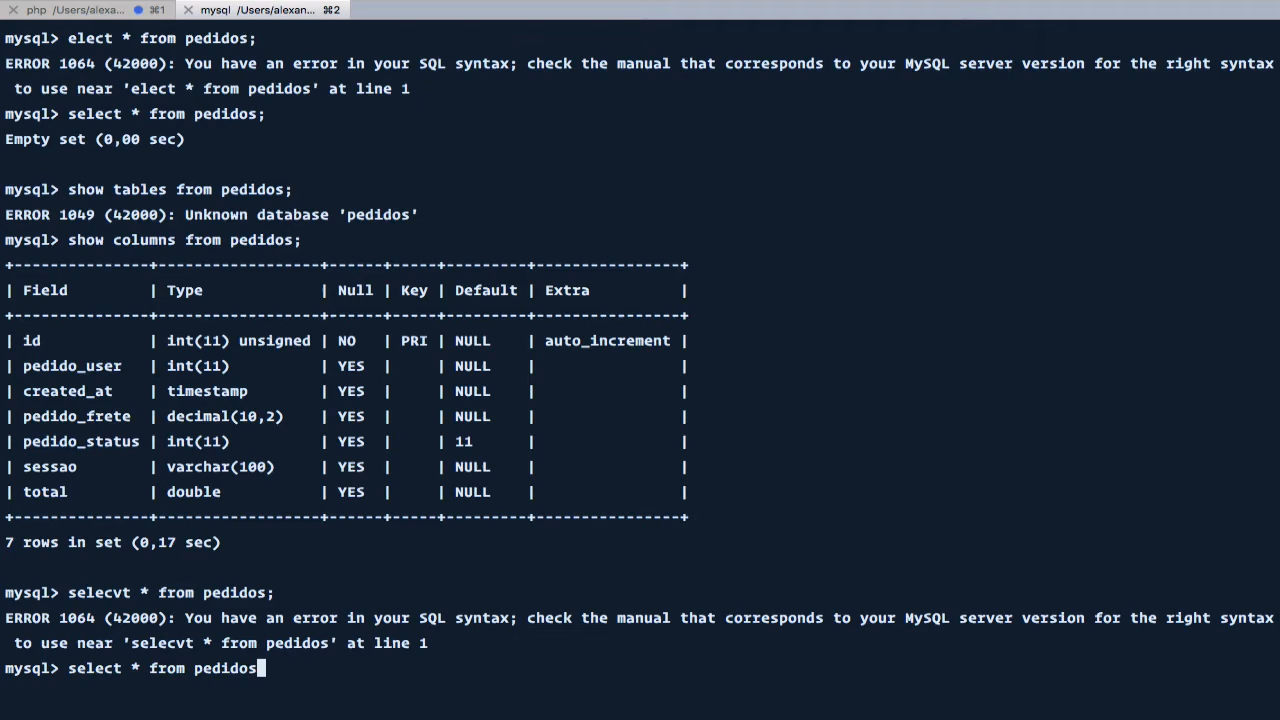 php /Users/alexa... ⌘1 mysql /Users/alexan... ⌘2
mysql> elect * from pedidos;
ERROR 1064 (42000): You have an error in your SQL syntax; check the manual that corresponds to your MySQL server version for the right syntax
 to use near 'elect * from pedidos' at line 1
mysql> select * from pedidos;
Empty set (0,00 sec)
mysql> show tables from pedidos;
ERROR 1049 (42000): Unknown database 'pedidos'
mysql> show columns from pedidos;
+---------------+------------------+------+-----+---------+----------------+
| Field         | Type             | Null | Key | Default | Extra          |
+---------------+------------------+------+-----+---------+----------------+
| id            | int(11) unsigned | NO   | PRI | NULL    | auto_increment |
| pedido_user   | int(11)          | YES  |     | NULL    |                |
| created_at    | timestamp        | YES  |     | NULL    |                |
| pedido_frete  | decimal(10,2)    | YES  |     | NULL    |                |
| pedido_status | int(11)          | YES  |     | 11      |                |
| sessao        | varchar(100)     | YES  |     | NULL    |                |
| total         | double           | YES  |     | NULL    |                |
+---------------+------------------+------+-----+---------+----------------+
7 rows in set (0,17 sec)
mysql> selecvt * from pedidos;
ERROR 1064 (42000): You have an error in your SQL syntax; check the manual that corresponds to your MySQL server version for the right syntax
 to use near 'selecvt * from pedidos' at line 1
mysql> select * from pedidos